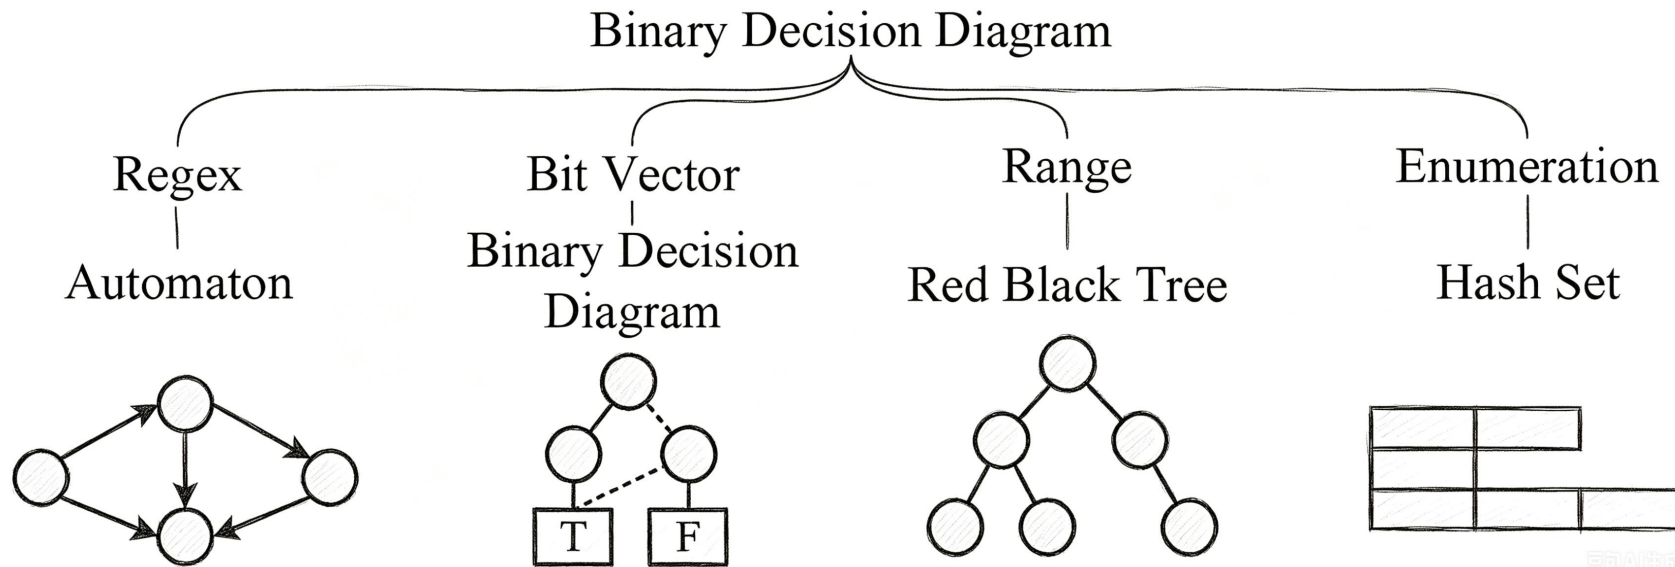 Binary Decision Diagram
Regex
Bit Vector
Range
Enumeration
Automaton
Binary Decision
Diagram
Red Black Tree
Hash Set
T
F